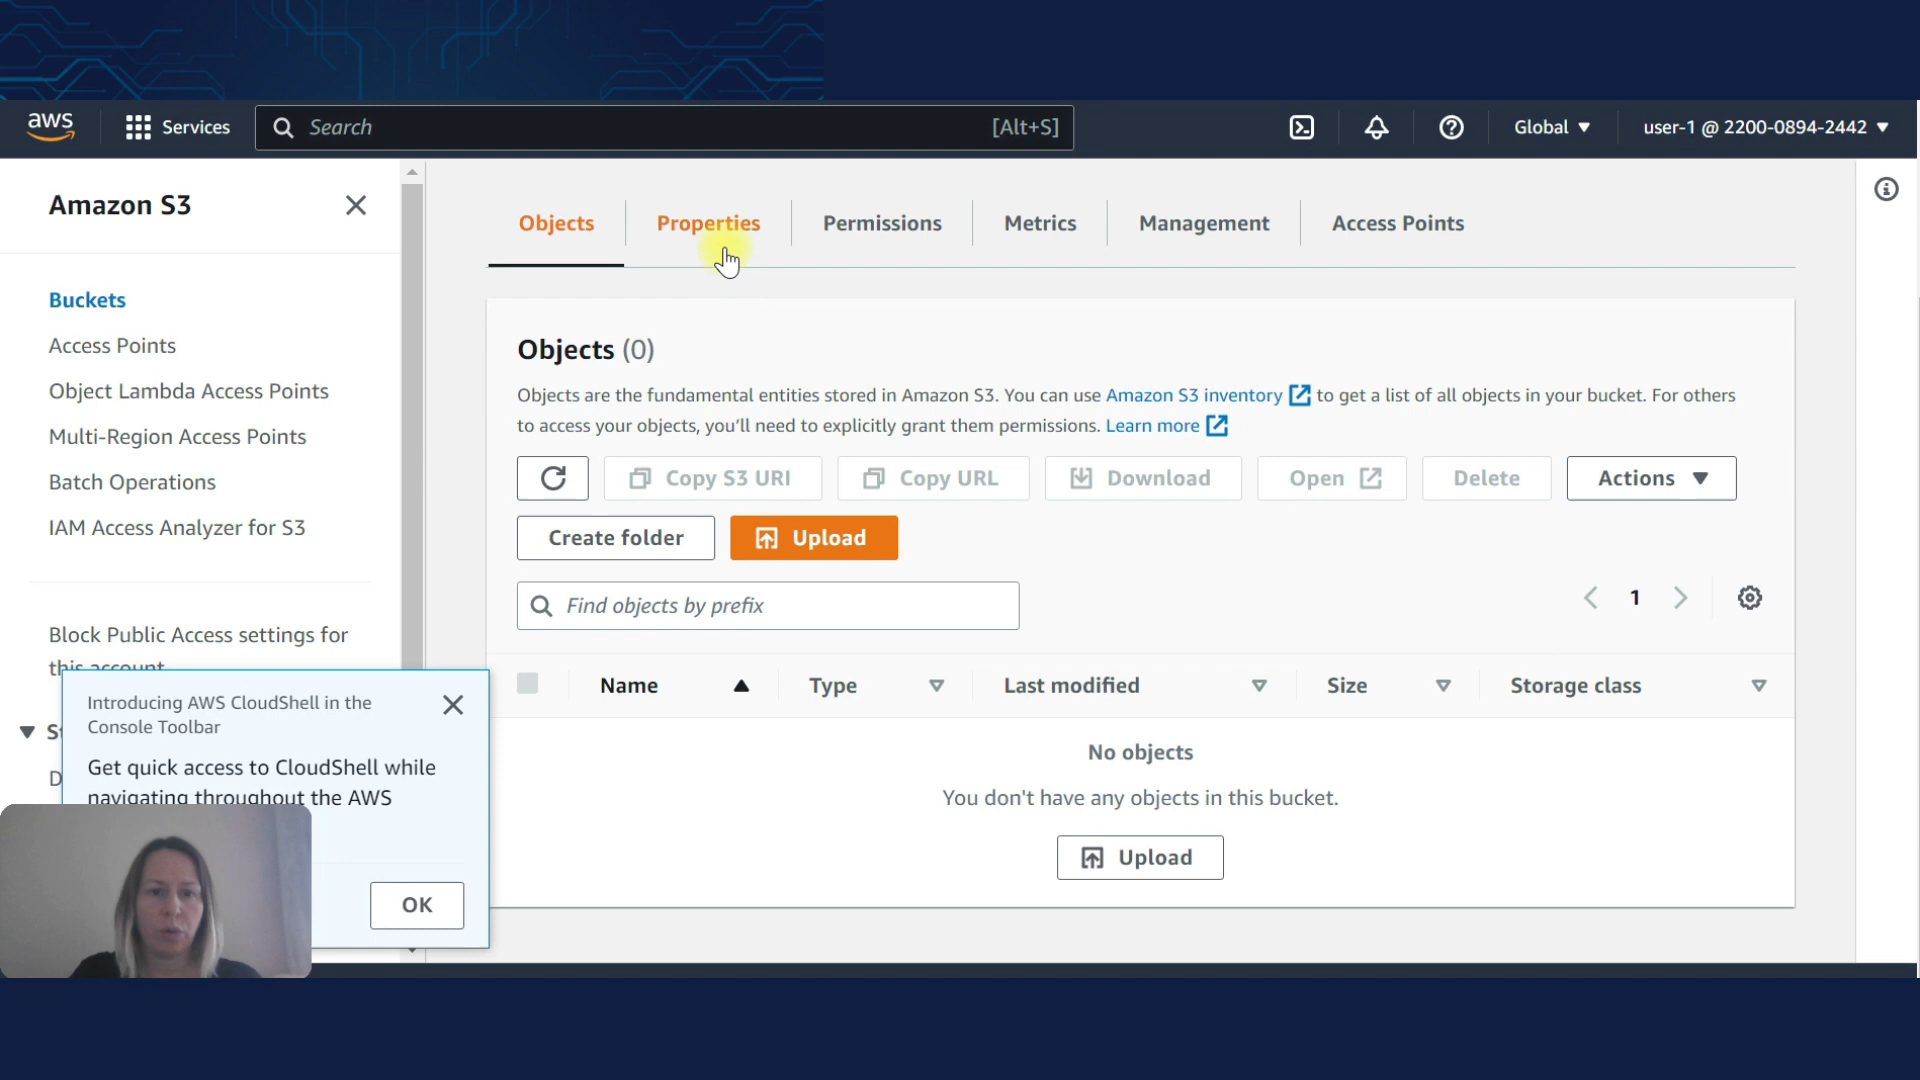 aws
Services
Search
[Alt+S]
Global
user-1 @ 2200-0894-2442
Amazon S3
Buckets
Access Points
Object Lambda Access Points
Multi-Region Access Points
Batch Operations
IAM Access Analyzer for S3
Block Public Access settings for
this account
Introducing AWS CloudShell in the
Console Toolbar
Get quick access to CloudShell while
navigating throughout the AWS
OK
Objects
Properties
Permissions
Metrics
Management
Access Points
Objects (0)
Objects are the fundamental entities stored in Amazon S3. You can use Amazon S3 inventory to get a list of all objects in your bucket. For others
to access your objects, you'll need to explicitly grant them permissions. Learn more
Copy S3 URI
Copy URL
Download
Open
Delete
Actions
Create folder
Upload
Find objects by prefix
1
Name
Type
Last modified
Size
Storage class
No objects
You don't have any objects in this bucket.
Upload